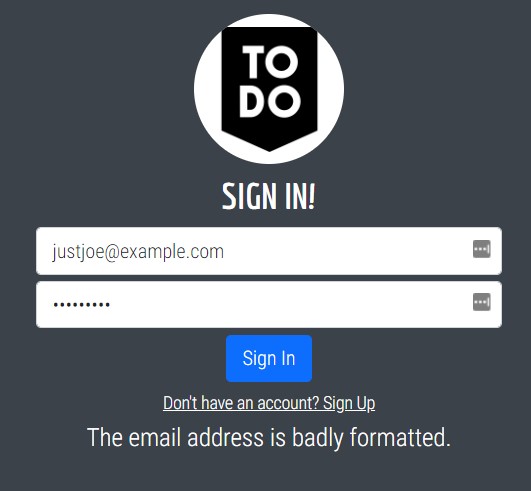 TO
DO
SIGN IN!
justjoe@example.com
•••••••••
Sign In
Don't have an account? Sign Up
The email address is badly formatted.